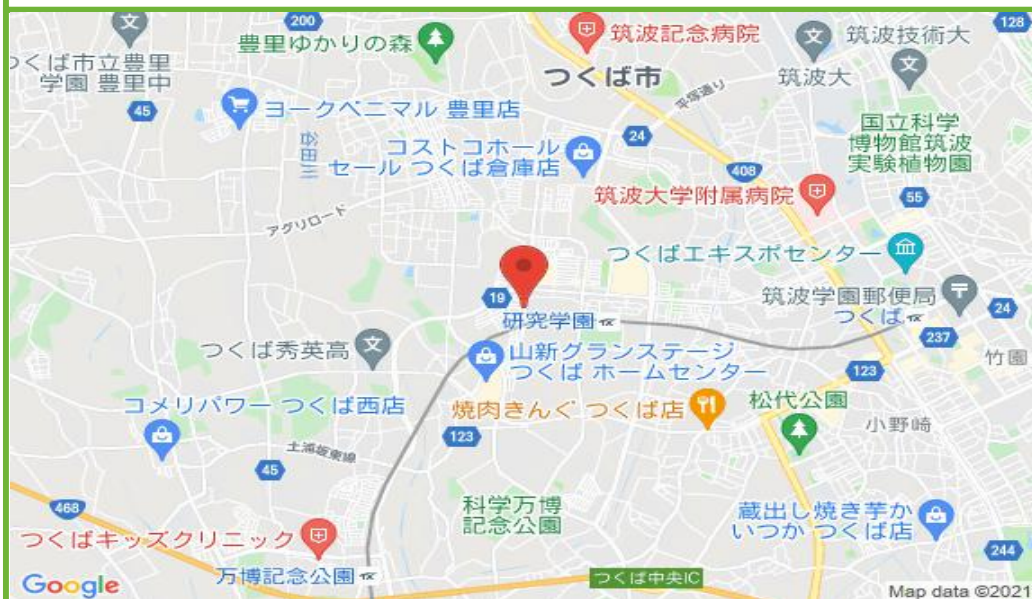 200
128
豊里ゆかりの森
筑波記念病院
筑波技術大
つくば市立豊里
学園 豊里中
つくば市
筑波大
平塚通り
45
ヨークベニマル 豊里店
谷田川
コストコホール
セール つくば倉庫店
24
国立科学
博物館筑波
実験植物園
408
筑波大学附属病院
55
アグリロード
つくばエキスポセンター
19
研究学園
筑波学園郵便局
つくば
24
237
つくば秀英高
山新グランステージ
つくば ホームセンター
竹園
123
コメリパワー つくば西店
焼肉きんぐ つくば店
松代公園
小野崎
123
土浦坂東線
45
468
科学万博
記念公園
蔵出し焼き芋か
いつか つくば店
つくばキッズクリニック
244
万博記念公園
つくば中央IC
Google
Map data ©2021